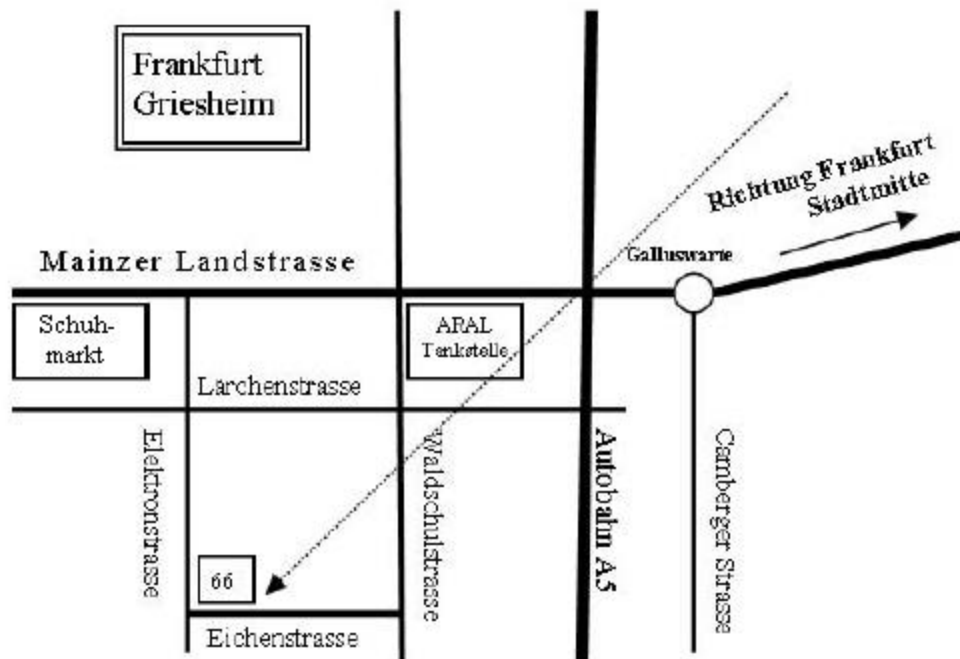 Frankfurt
Griesheim
Richtung Frankfurt
Stadtmitte
Galluswarte
Mainzer Landstrasse
Schuh-
markt
ARAL
Tankstelle
Larchenstrasse
Elektronstrasse
Waldschulstrasse
Autobahn A5
Camberger Strasse
66
Eichenstrasse